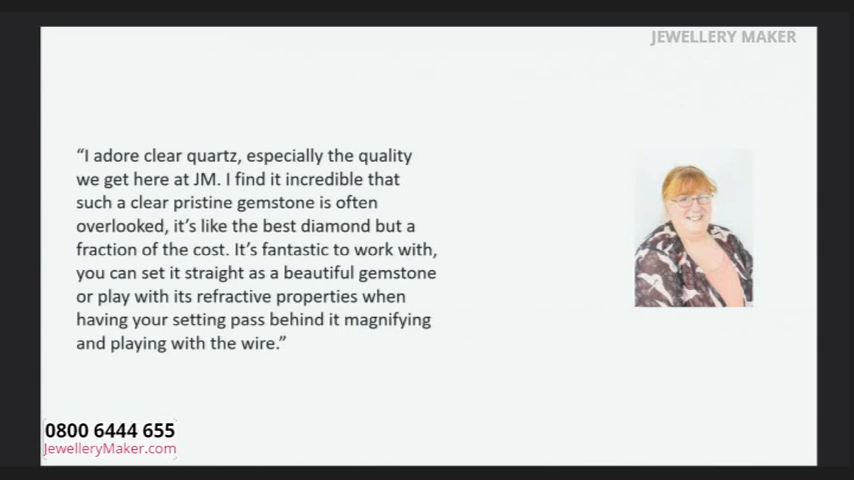 JEWELLERY MAKER
“I adore clear quartz, especially the quality
we get here at JM. I find it incredible that
such a clear pristine gemstone is often
overlooked, it’s like the best diamond but a
fraction of the cost. It’s fantastic to work with,
you can set it straight as a beautiful gemstone
or play with its refractive properties when
having your setting pass behind it magnifying
and playing with the wire.”
0800 6444 655
JewelleryMaker.com